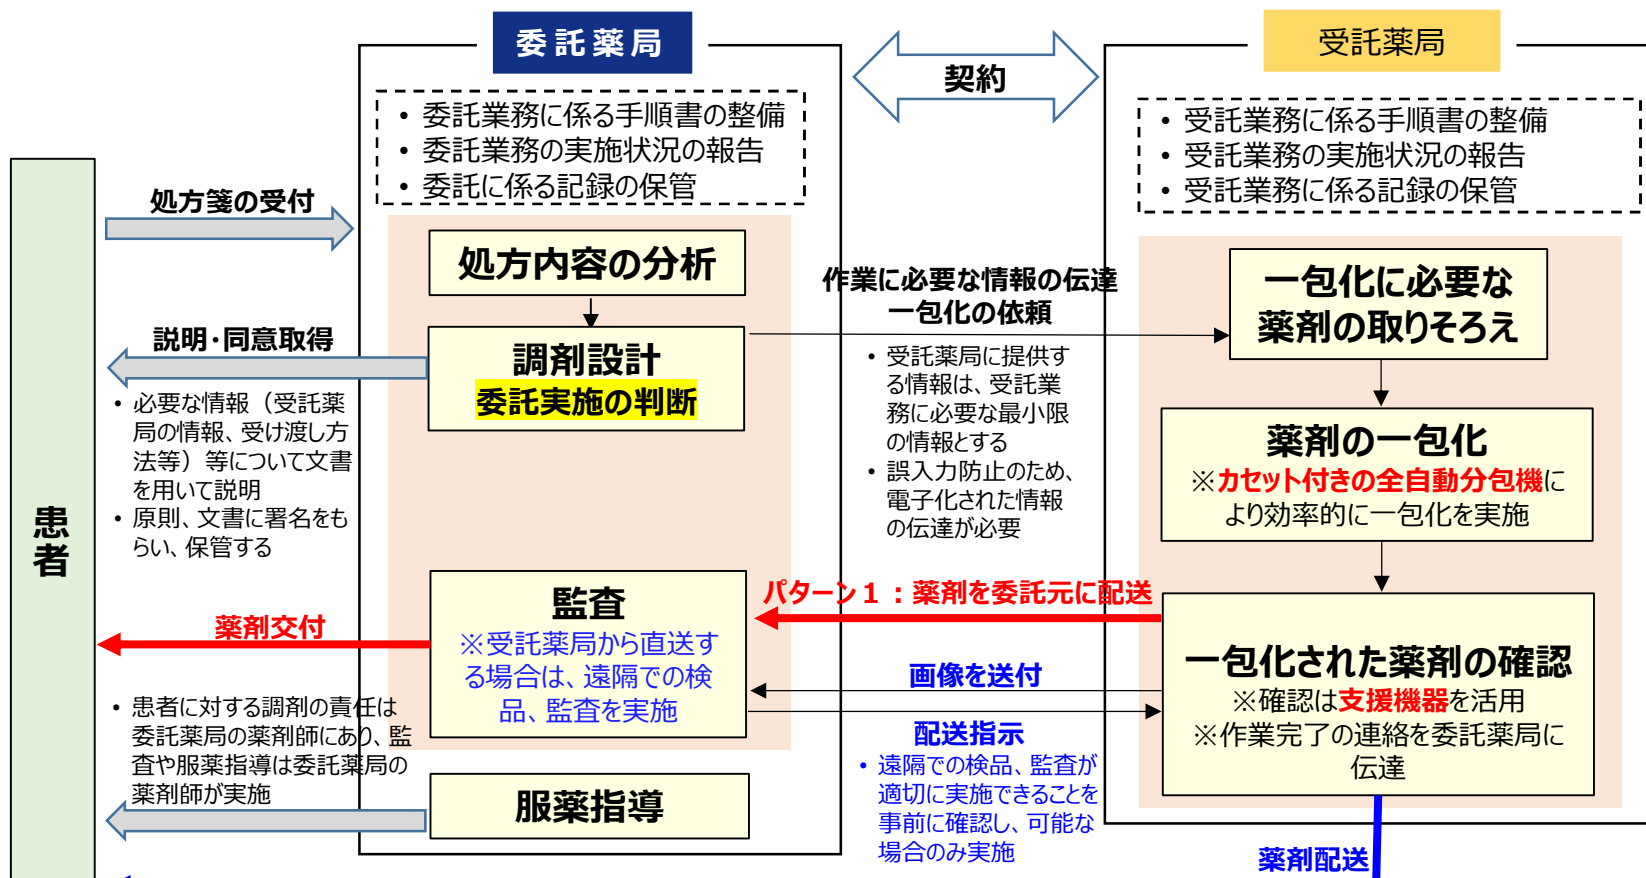 委託薬局
契約
受託薬局
・委託業務に係る手順書の整備
・委託業務の実施状況の報告
・委託に係る記録の保管
・受託業務に係る手順書の整備
・受託業務の実施状況の報告
・受託業務に係る記録の保管
患者
処方箋の受付
処方内容の分析
説明・同意取得
・必要な情報（受託薬
局の情報、受け渡し方
法等）等について文書
を用いて説明
・原則、文書に署名をも
らい、保管する
調剤設計
委託実施の判断
作業に必要な情報の伝達
一包化の依頼
・受託薬局に提供す
る情報は、受託業
務に必要な最小限
の情報とする
・誤入力防止のため、
電子化された情報
の伝達が必要
一包化に必要な
薬剤の取りそろえ
薬剤の一包化
※カセット付きの全自動分包機に
より効率的に一包化を実施
パターン１：薬剤を委託元に配送
監査
※受託薬局から直送す
る場合は、遠隔での検
品、監査を実施
薬剤交付
・患者に対する調剤の責任は
委託薬局の薬剤師にあり、監
査や服薬指導は委託薬局の
薬剤師が実施
画像を送付
配送指示
・遠隔での検品、監査が
適切に実施できることを
事前に確認し、可能な
場合のみ実施
一包化された薬剤の確認
※確認は支援機器を活用
※作業完了の連絡を委託薬局に
伝達
服薬指導
薬剤配送